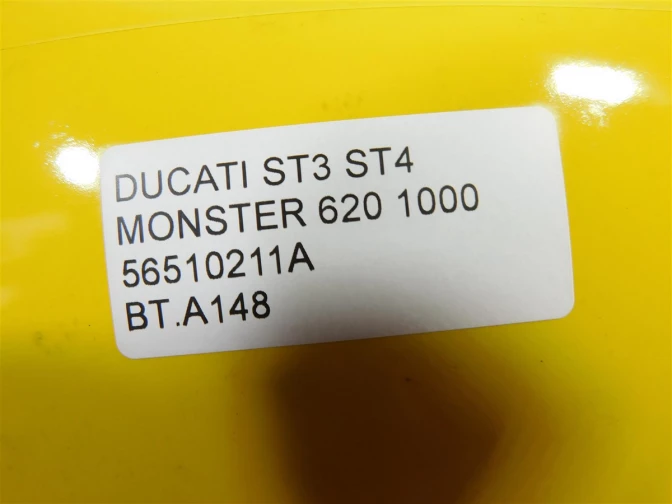 DUCATI ST3 ST4
MONSTER 620 1000
56510211A
BT.A148